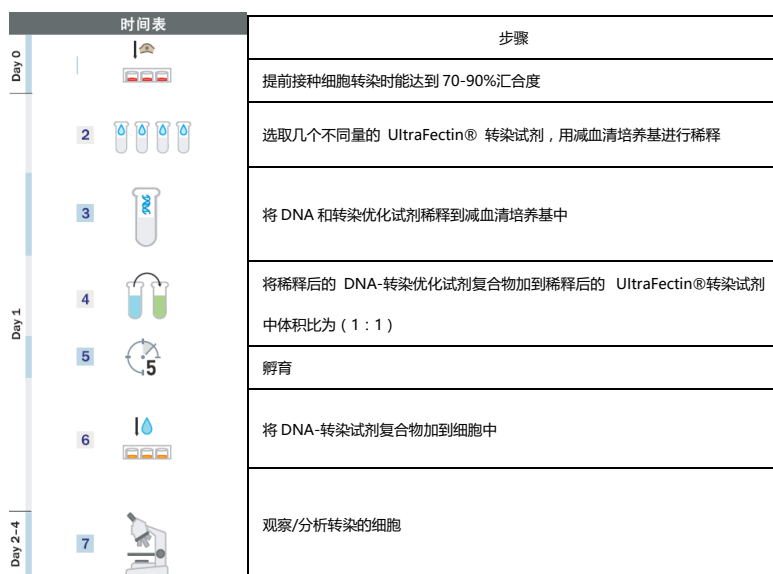 时间表
步骤
Day 0
提前接种细胞转染时能达到 70-90%汇合度
Day 1
2
选取几个不同量的 UltraFectin® 转染试剂，用减血清培养基进行稀释
3
将 DNA 和转染优化试剂稀释到减血清培养基中
4
将稀释后的 DNA-转染优化试剂复合物加到稀释后的 UltraFectin®转染试剂
中体积比为（1：1）
5
5
孵育
6
将 DNA-转染试剂复合物加到细胞中
Day 2–4
7
观察/分析转染的细胞